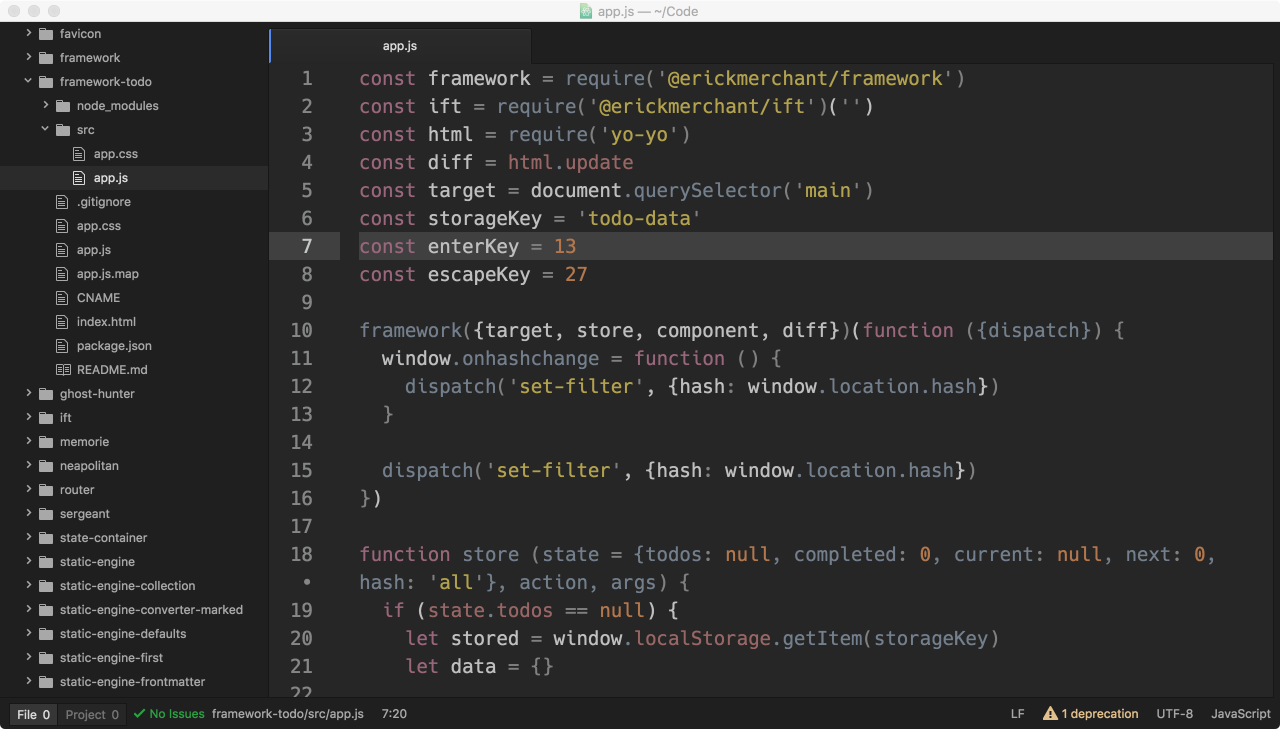 app.js — ~/Code
favicon
framework
framework-todo
node_modules
src
app.css
app.js
.gitignore
app.css
app.js
app.js.map
CNAME
index.html
package.json
README.md
ghost-hunter
ift
memorie
neapolitan
router
sergeant
state-container
static-engine
static-engine-collection
static-engine-converter-marked
static-engine-defaults
static-engine-first
static-engine-frontmatter
app.js
1 const framework = require('@erickmerchant/framework')
2 const ift = require('@erickmerchant/ift')('')
3 const html = require('yo-yo')
4 const diff = html.update
5 const target = document.querySelector('main')
6 const storageKey = 'todo-data'
7 const enterKey = 13
8 const escapeKey = 27
9
10 framework({target, store, component, diff})(function ({dispatch}) {
11 window.onhashchange = function () {
12 dispatch('set-filter', {hash: window.location.hash})
13 }
14
15 dispatch('set-filter', {hash: window.location.hash})
16 })
17
18 function store (state = {todos: null, completed: 0, current: null, next: 0,
• hash: 'all'}, action, args) {
19 if (state.todos == null) {
20 let stored = window.localStorage.getItem(storageKey)
21 let data = {}
22
File 0 Project 0 No Issues framework-todo/src/app.js 7:20 LF 1 deprecation UTF-8 JavaScript